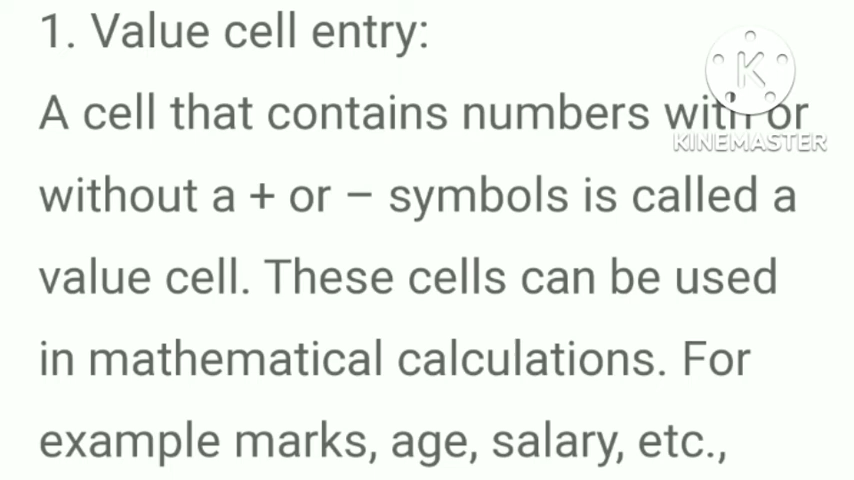 1. Value cell entry:
A cell that contains numbers with or
KINEMASTER
without a + or – symbols is called a
value cell. These cells can be used
in mathematical calculations. For
example marks, age, salary, etc.,